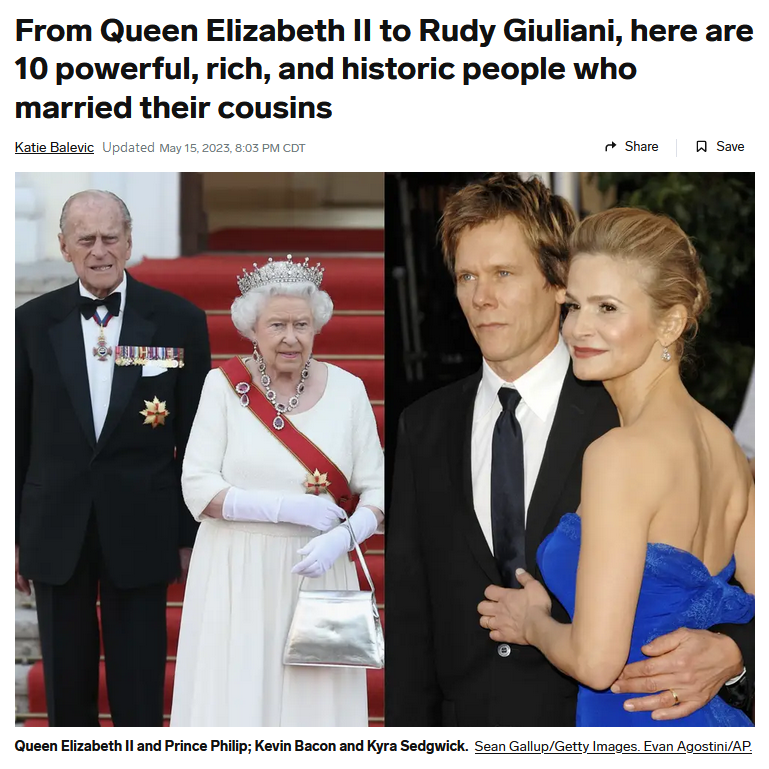 From Queen Elizabeth II to Rudy Giuliani, here are
10 powerful, rich, and historic people who
married their cousins
Katie Balevic Updated May 15, 2023, 8:03 PM CDT Share Save
Queen Elizabeth II and Prince Philip; Kevin Bacon and Kyra Sedgwick. Sean Gallup/Getty Images. Evan Agostini/AP.